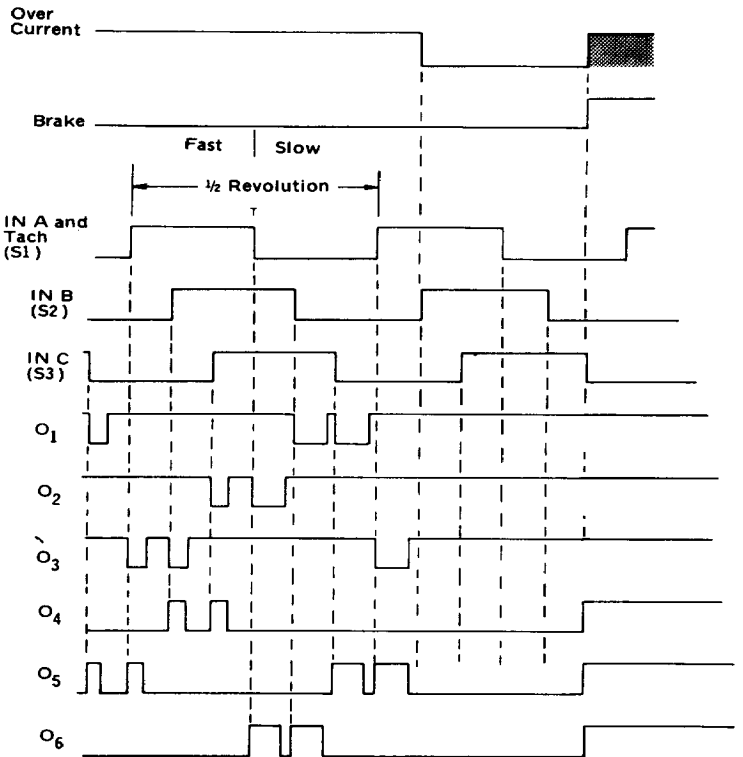 Over
Current
Brake
Fast Slow
½ Revolution
T
IN A and
Tach
(S1)
IN B
(S2)
IN C
(S3)
O1
O2
O3
O4
O5
O6